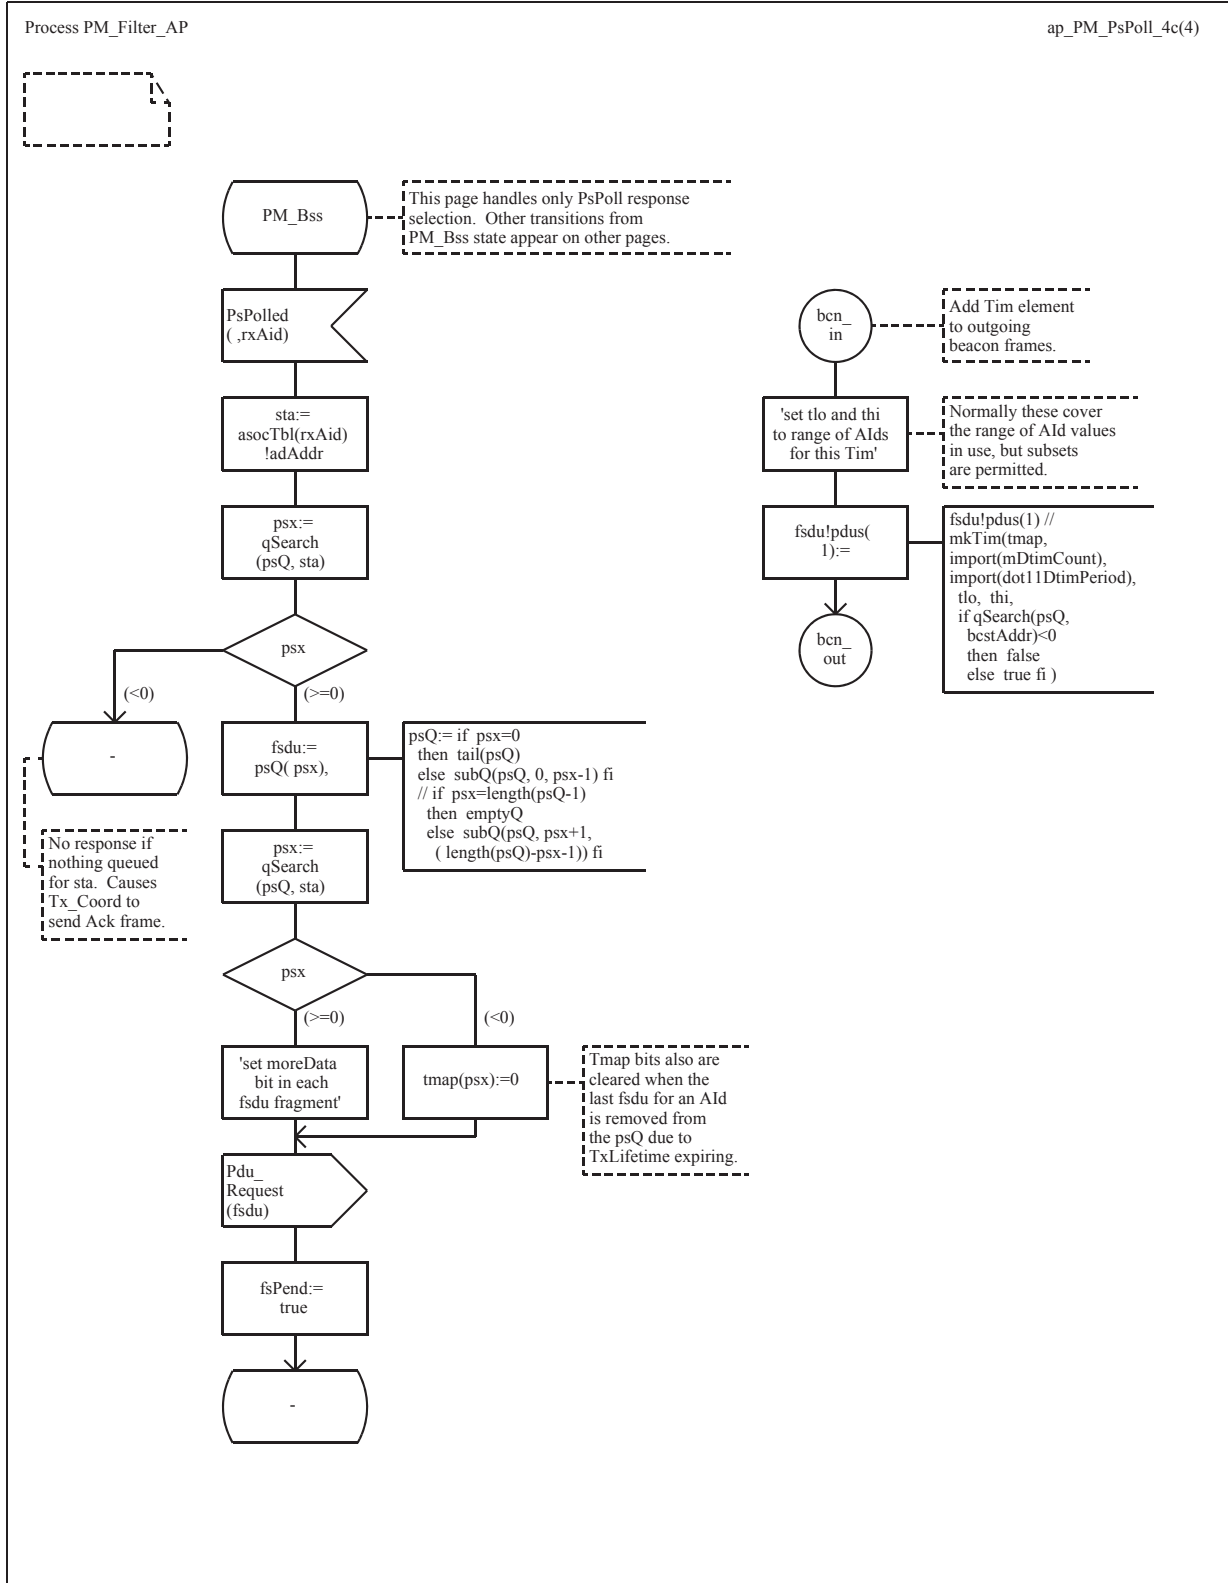 Process PM_Filter_AP
ap_PM_PsPoll_4c(4)
PM_Bss
This page handles only PsPoll response
selection. Other transitions from
PM_Bss state appear on other pages.
PsPolled
( ,rxAid)
sta:=
asocTbl(rxAid)
!adAddr
psx:=
qSearch
(psQ, sta)
psx
(<0)
(>=0)
-
No response if
nothing queued
for sta. Causes
Tx_Coord to
send Ack frame.
fsdu:=
psQ( psx),
psQ:= if psx=0
then tail(psQ)
else subQ(psQ, 0, psx-1) fi
// if psx=length(psQ-1)
then emptyQ
else subQ(psQ, psx+1,
( length(psQ)-psx-1)) fi
psx:=
qSearch
(psQ, sta)
psx
(>=0)
(<0)
'set moreData
bit in each
fsdu fragment'
tmap(psx):=0
Tmap bits also are
cleared when the
last fsdu for an AId
is removed from
the psQ due to
TxLifetime expiring.
Pdu_
Request
(fsdu)
fsPend:=
true
-
bcn_
in
Add Tim element
to outgoing
beacon frames.
'set tlo and thi
to range of AIds
for this Tim'
Normally these cover
the range of AId values
in use, but subsets
are permitted.
fsdu!pdus(
1):=
fsdu!pdus(1) //
mkTim(tmap,
import(mDtimCount),
import(dot11DtimPeriod),
tlo, thi,
if qSearch(psQ,
bcstAddr)<0
then false
else true fi )
bcn_
out